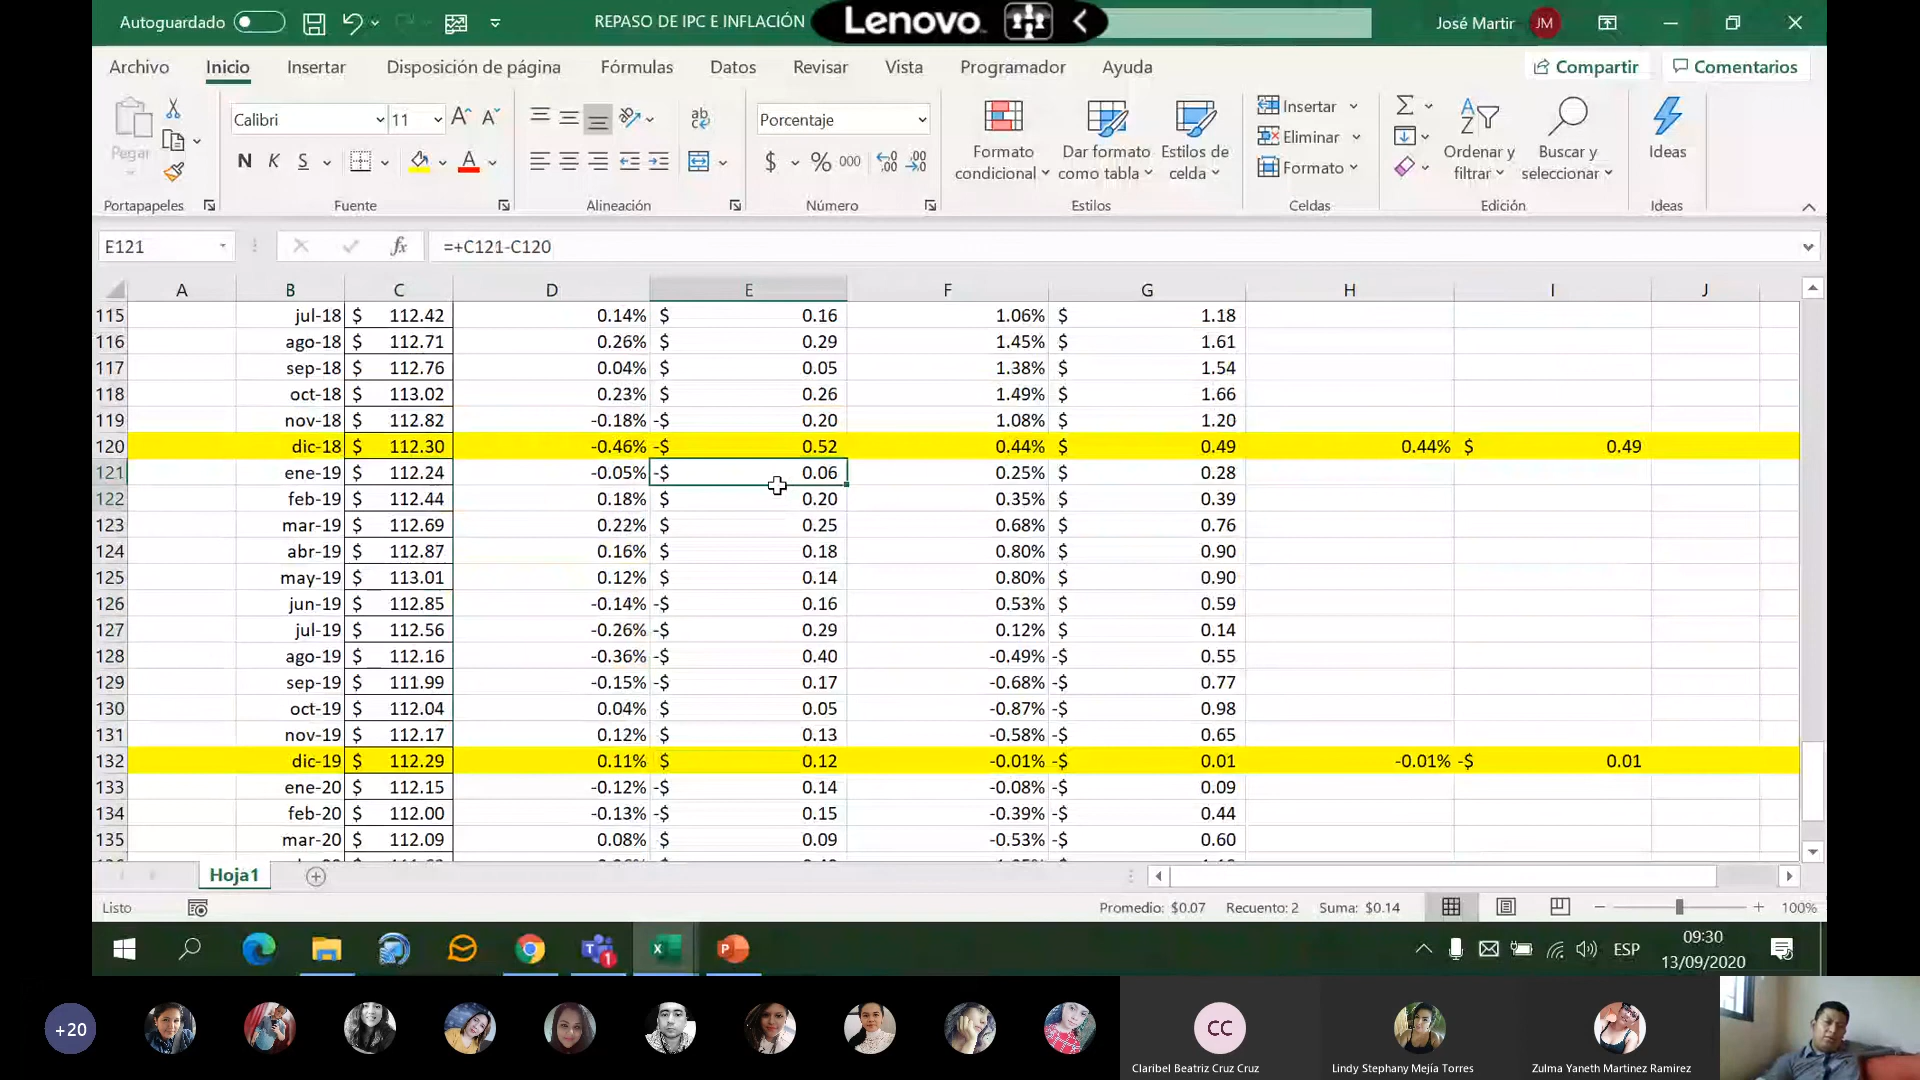 Autoguardado REPASO DE IPC E INFLACIÓN Lenovo José Martir JM
Archivo Inicio Insertar Disposición de página Fórmulas Datos Revisar Vista Programador Ayuda Compartir Comentarios
Pegar Calibri 11 A A ab Porcentaje Insertar
N K S A $ % 000 Formato condicional Dar formato como tabla Estilos de celda Eliminar Formato Ordenar y filtrar Buscar y seleccionar Ideas
Portapapeles Fuente Alineación Número Estilos Celdas Edición Ideas
E121 fx =+C121-C120
A B C D E F G H I J
115 jul-18 $ 112.42 0.14% $ 0.16 1.06% $ 1.18
116 ago-18 $ 112.71 0.26% $ 0.29 1.45% $ 1.61
117 sep-18 $ 112.76 0.04% $ 0.05 1.38% $ 1.54
118 oct-18 $ 113.02 0.23% $ 0.26 1.49% $ 1.66
119 nov-18 $ 112.82 -0.18% -$ 0.20 1.08% $ 1.20
120 dic-18 $ 112.30 -0.46% -$ 0.52 0.44% $ 0.49 0.44% $ 0.49
121 ene-19 $ 112.24 -0.05% -$ 0.06 0.25% $ 0.28
122 feb-19 $ 112.44 0.18% $ 0.20 0.35% $ 0.39
123 mar-19 $ 112.69 0.22% $ 0.25 0.68% $ 0.76
124 abr-19 $ 112.87 0.16% $ 0.18 0.80% $ 0.90
125 may-19 $ 113.01 0.12% $ 0.14 0.80% $ 0.90
126 jun-19 $ 112.85 -0.14% -$ 0.16 0.53% $ 0.59
127 jul-19 $ 112.56 -0.26% -$ 0.29 0.12% $ 0.14
128 ago-19 $ 112.16 -0.36% -$ 0.40 -0.49% -$ 0.55
129 sep-19 $ 111.99 -0.15% -$ 0.17 -0.68% -$ 0.77
130 oct-19 $ 112.04 0.04% $ 0.05 -0.87% -$ 0.98
131 nov-19 $ 112.17 0.12% $ 0.13 -0.58% -$ 0.65
132 dic-19 $ 112.29 0.11% $ 0.12 -0.01% -$ 0.01 -0.01% -$ 0.01
133 ene-20 $ 112.15 -0.12% -$ 0.14 -0.08% -$ 0.09
134 feb-20 $ 112.00 -0.13% -$ 0.15 -0.39% -$ 0.44
135 mar-20 $ 112.09 0.08% $ 0.09 -0.53% -$ 0.60
Hoja1
Listo Promedio: $0.07 Recuento: 2 Suma: $0.14 100%
ESP 09:30
13/09/2020
+20 CC
Claribel Beatriz Cruz Cruz Lindy Stephany Mejía Torres Zulma Yaneth Martinez Ramirez